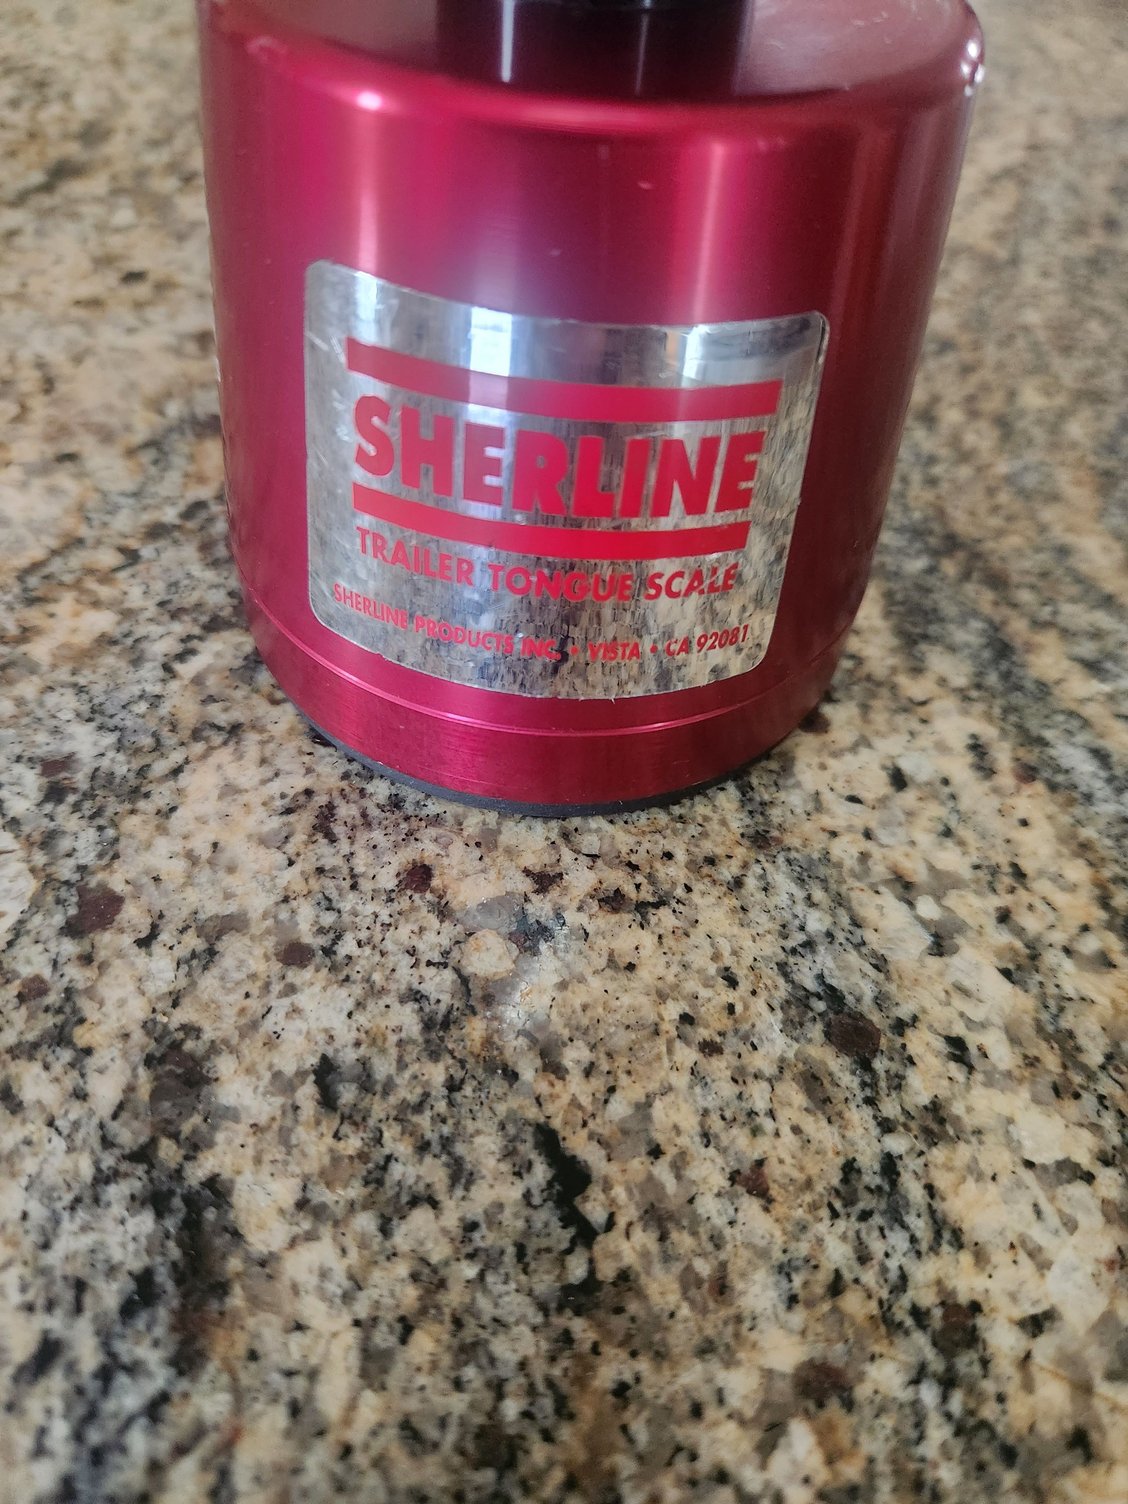 SHERLINE
TRAILER TONGUE SCALE
SHERLINE PRODUCTS INC. • VISTA • CA 92081